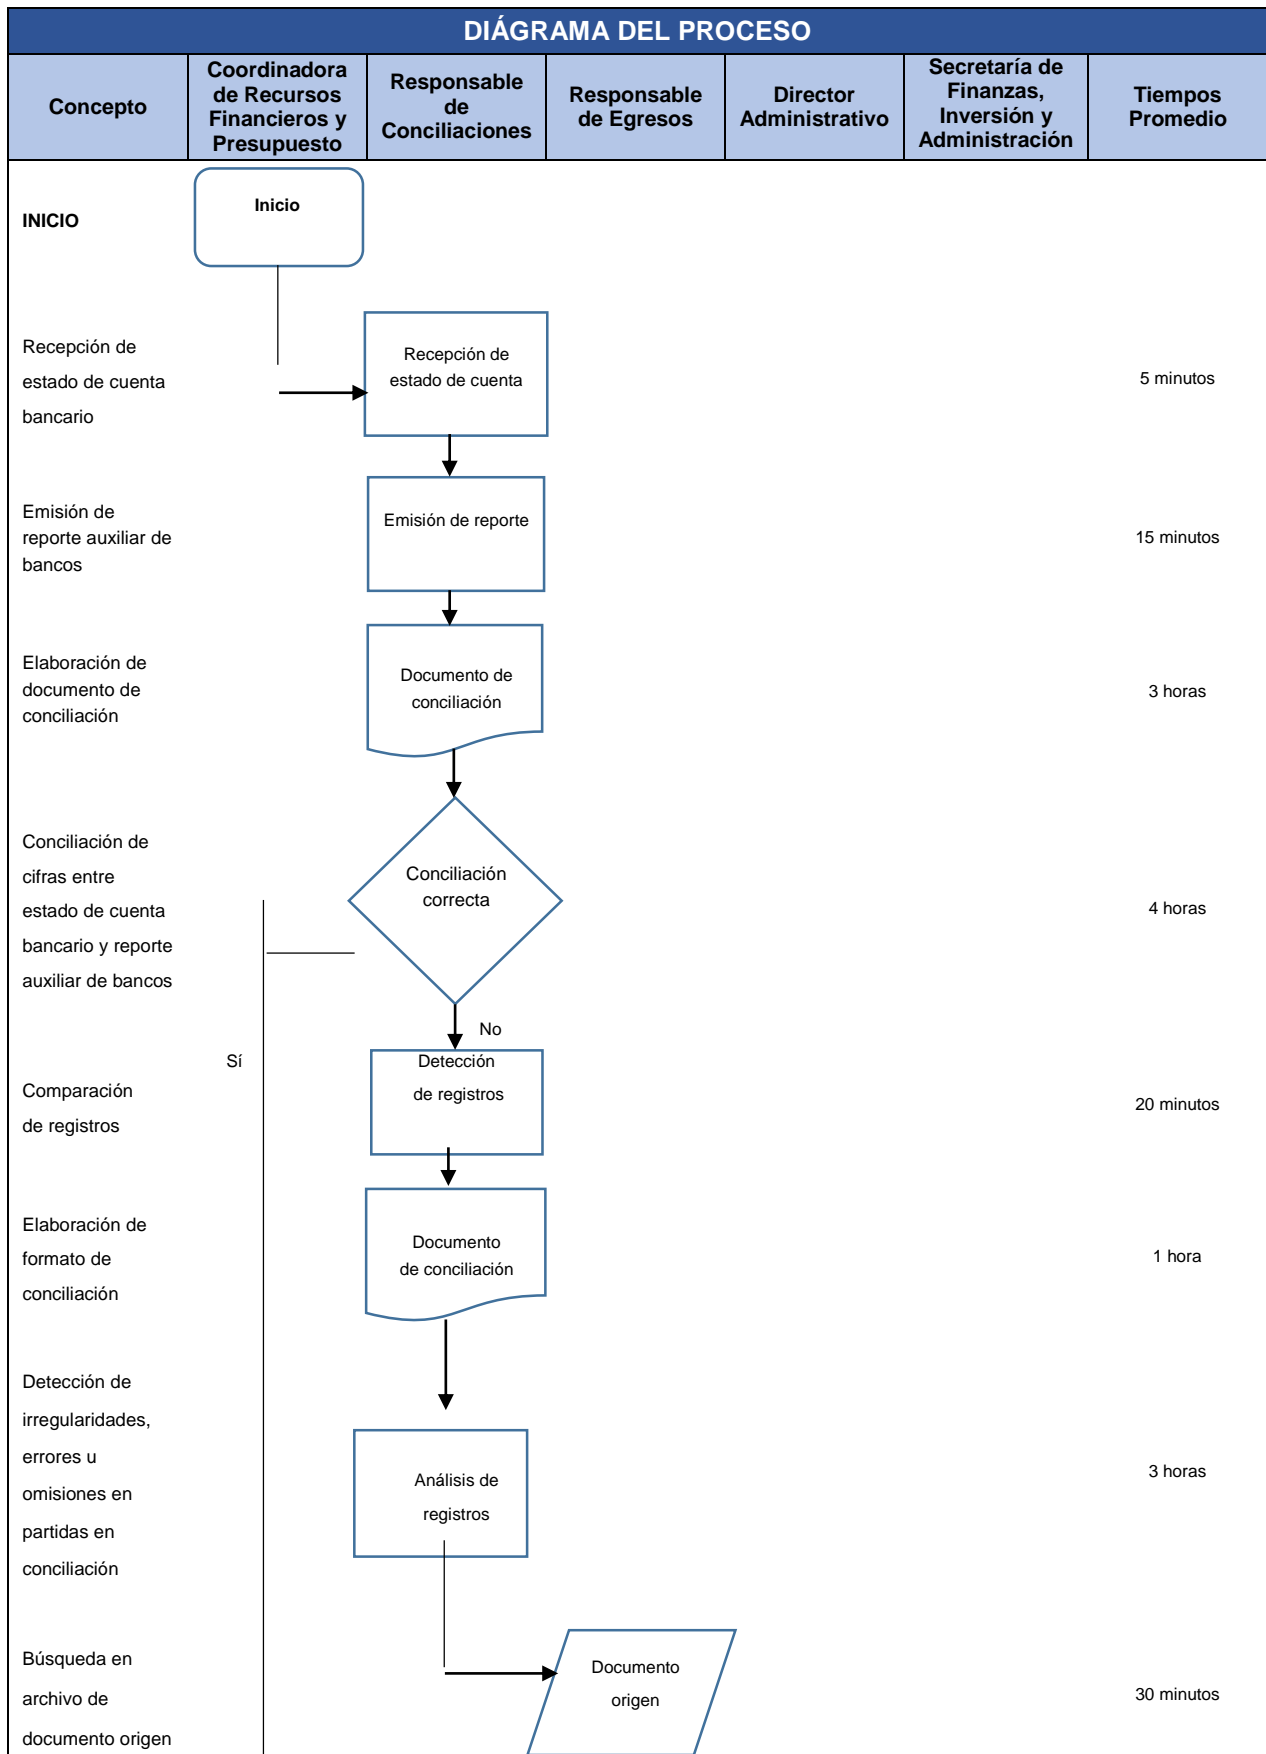 DIÁGRAMA DEL PROCESO
Concepto
Coordinadora
de Recursos
Financieros y
Presupuesto
Responsable
de
Conciliaciones
Responsable
de Egresos
Director
Administrativo
Secretaría de
Finanzas,
Inversión y
Administración
Tiempos
Promedio
INICIO
Inicio
Recepción de
estado de cuenta
bancario
Recepción de
estado de cuenta
5 minutos
Emisión de
reporte auxiliar de
bancos
Emisión de reporte
15 minutos
Elaboración de
documento de
conciliación
Documento de
conciliación
3 horas
Conciliación de
cifras entre
estado de cuenta
bancario y reporte
auxiliar de bancos
Conciliación
correcta
4 horas
No
Sí
Comparación
de registros
Detección
de registros
20 minutos
Elaboración de
formato de
conciliación
Documento
de conciliación
1 hora
Detección de
irregularidades,
errores u
omisiones en
partidas en
conciliación
Análisis de
registros
3 horas
Búsqueda en
archivo de
documento origen
Documento
origen
30 minutos